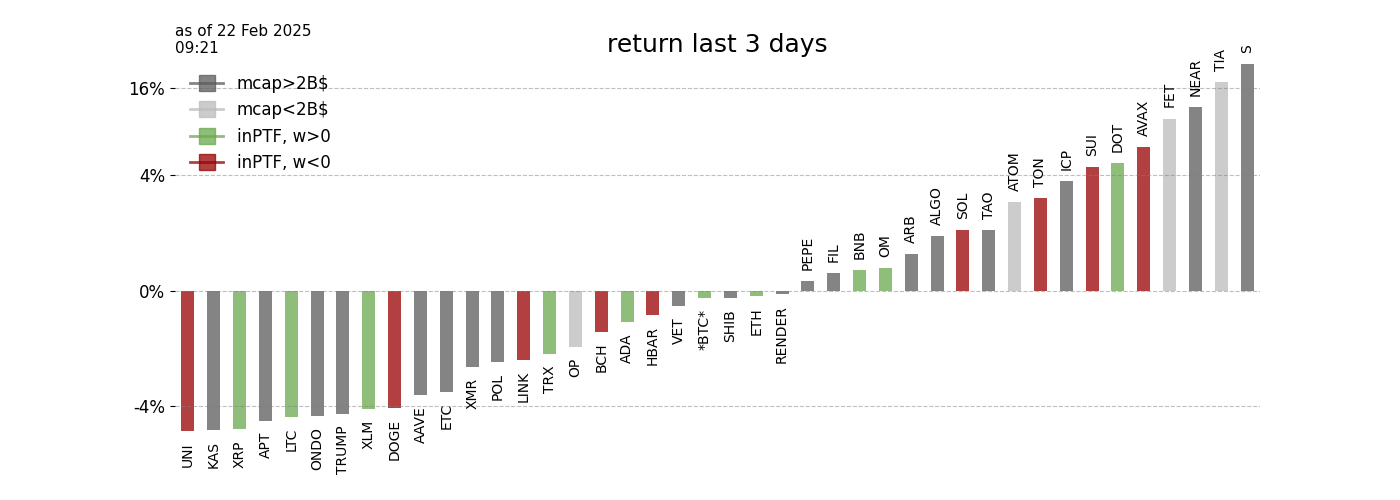 as of 22 Feb 2025
09:21
return last 3 days
mcap>2B$
mcap<2B$
inPTF, w>0
inPTF, w<0
16%
4%
0%
-4%
UNI
KAS
XRP
APT
LTC
ONDO
TRUMP
XLM
DOGE
AAVE
ETC
XMR
POL
LINK
TRX
OP
BCH
ADA
HBAR
VET
*BTC*
SHIB
ETH
RENDER
PEPE
FIL
BNB
OM
ARB
ALGO
SOL
TAO
ATOM
TON
ICP
SUI
DOT
AVAX
FET
NEAR
TIA
S